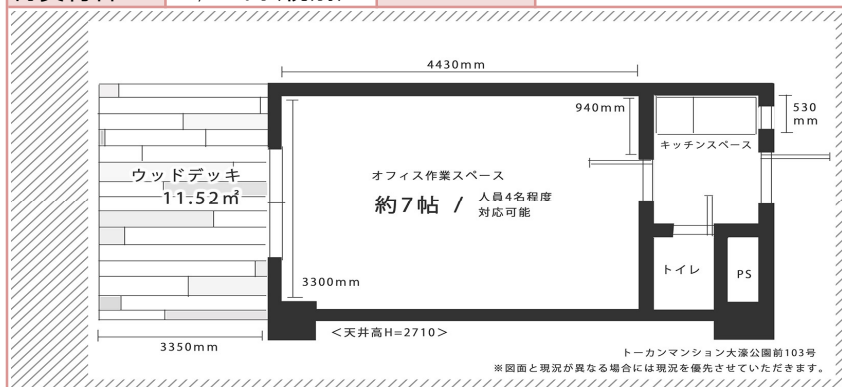 4430mm
940mm
530
mm
キッチンスペース
ウッドデッキ
11.52㎡
オフィス作業スペース
約7帖 / 人員4名程度
対応可能
3300mm
トイレ
PS
<天井高H=2710>
3350mm
トーカンマンション大濠公園前103号
※図面と現況が異なる場合には現況を優先させていただきます。